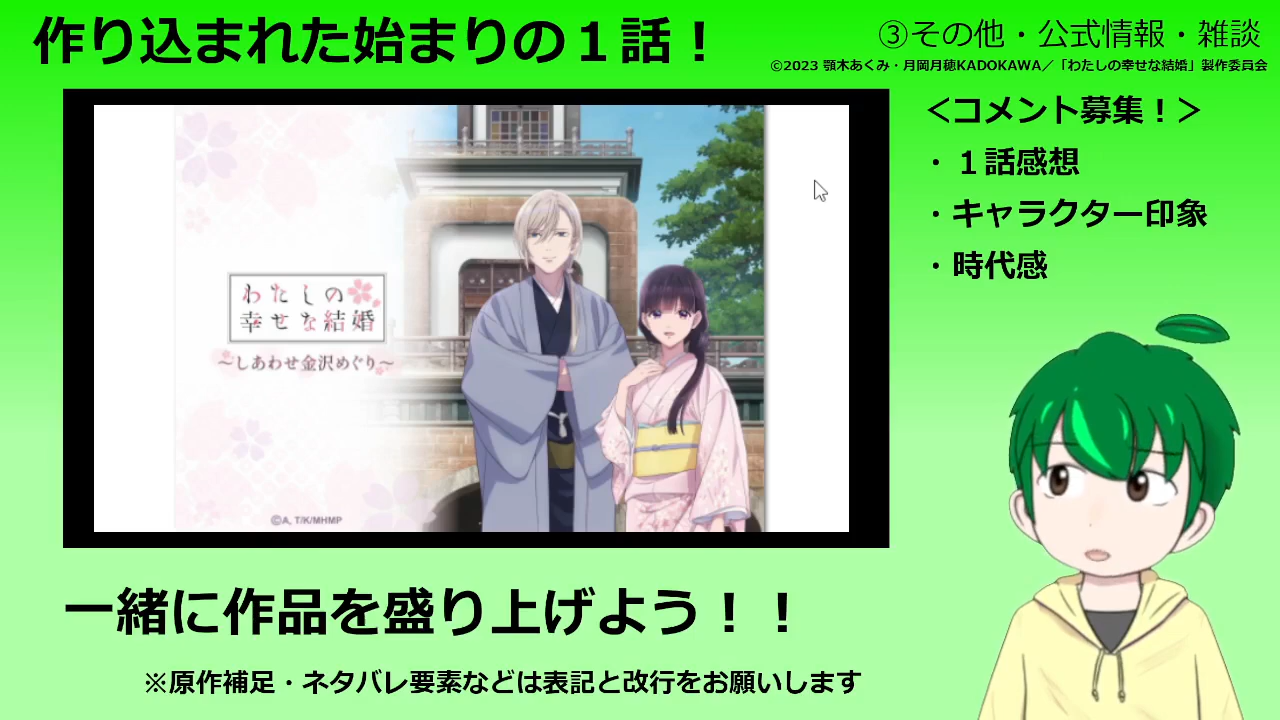 作り込まれた始まりの１話！
③その他・公式情報・雑談
©2023 顎木あくみ・月岡月穂KADOKAWA／「わたしの幸せな結婚」製作委員会
＜コメント募集！＞
・１話感想
・キャラクター印象
・時代感
わたしの
幸せな結婚
～しあわせ金沢めぐり～
©A, T/K/MHMP
一緒に作品を盛り上げよう！！
※原作補足・ネタバレ要素などは表記と改行をお願いします